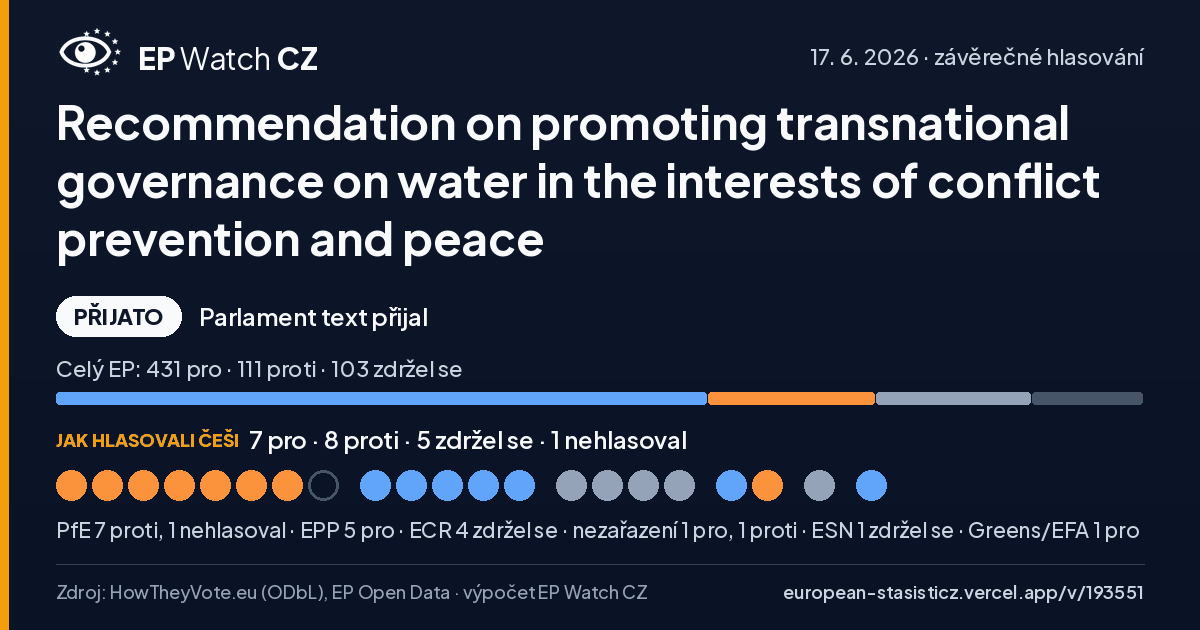 EP Watch CZ
17. 6. 2026 · závěrečné hlasování
Recommendation on promoting transnational
governance on water in the interests of conflict
prevention and peace
PŘIJATO Parlament text přijal
Celý EP: 431 pro · 111 proti · 103 zdržel se
JAK HLASOVALI ČEŠI 7 pro · 8 proti · 5 zdržel se · 1 nehlasoval
PfE 7 proti, 1 nehlasoval · EPP 5 pro · ECR 4 zdržel se · nezařazení 1 pro, 1 proti · ESN 1 zdržel se · Greens/EFA 1 pro
Zdroj: HowTheyVote.eu (ODbL), EP Open Data · výpočet EP Watch CZ
european-stasisticz.vercel.app/v/193551